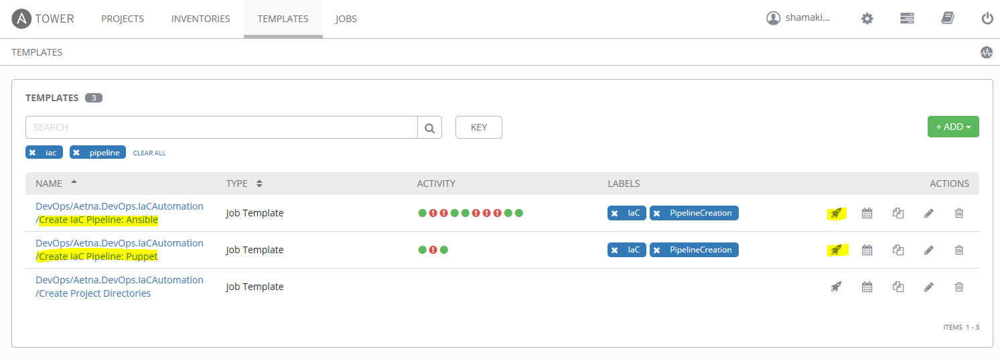 A TOWER PROJECTS INVENTORIES TEMPLATES JOBS shamaki...
TEMPLATES
TEMPLATES 3
SEARCH KEY + ADD
iac pipeline CLEAR ALL
NAME TYPE ACTIVITY LABELS ACTIONS
DevOps/Aetna.DevOps.IaCAutomation
/Create IaC Pipeline: Ansible Job Template IaC PipelineCreation
DevOps/Aetna.DevOps.IaCAutomation
/Create IaC Pipeline: Puppet Job Template IaC PipelineCreation
DevOps/Aetna.DevOps.IaCAutomation
/Create Project Directories Job Template
ITEMS 1 - 3